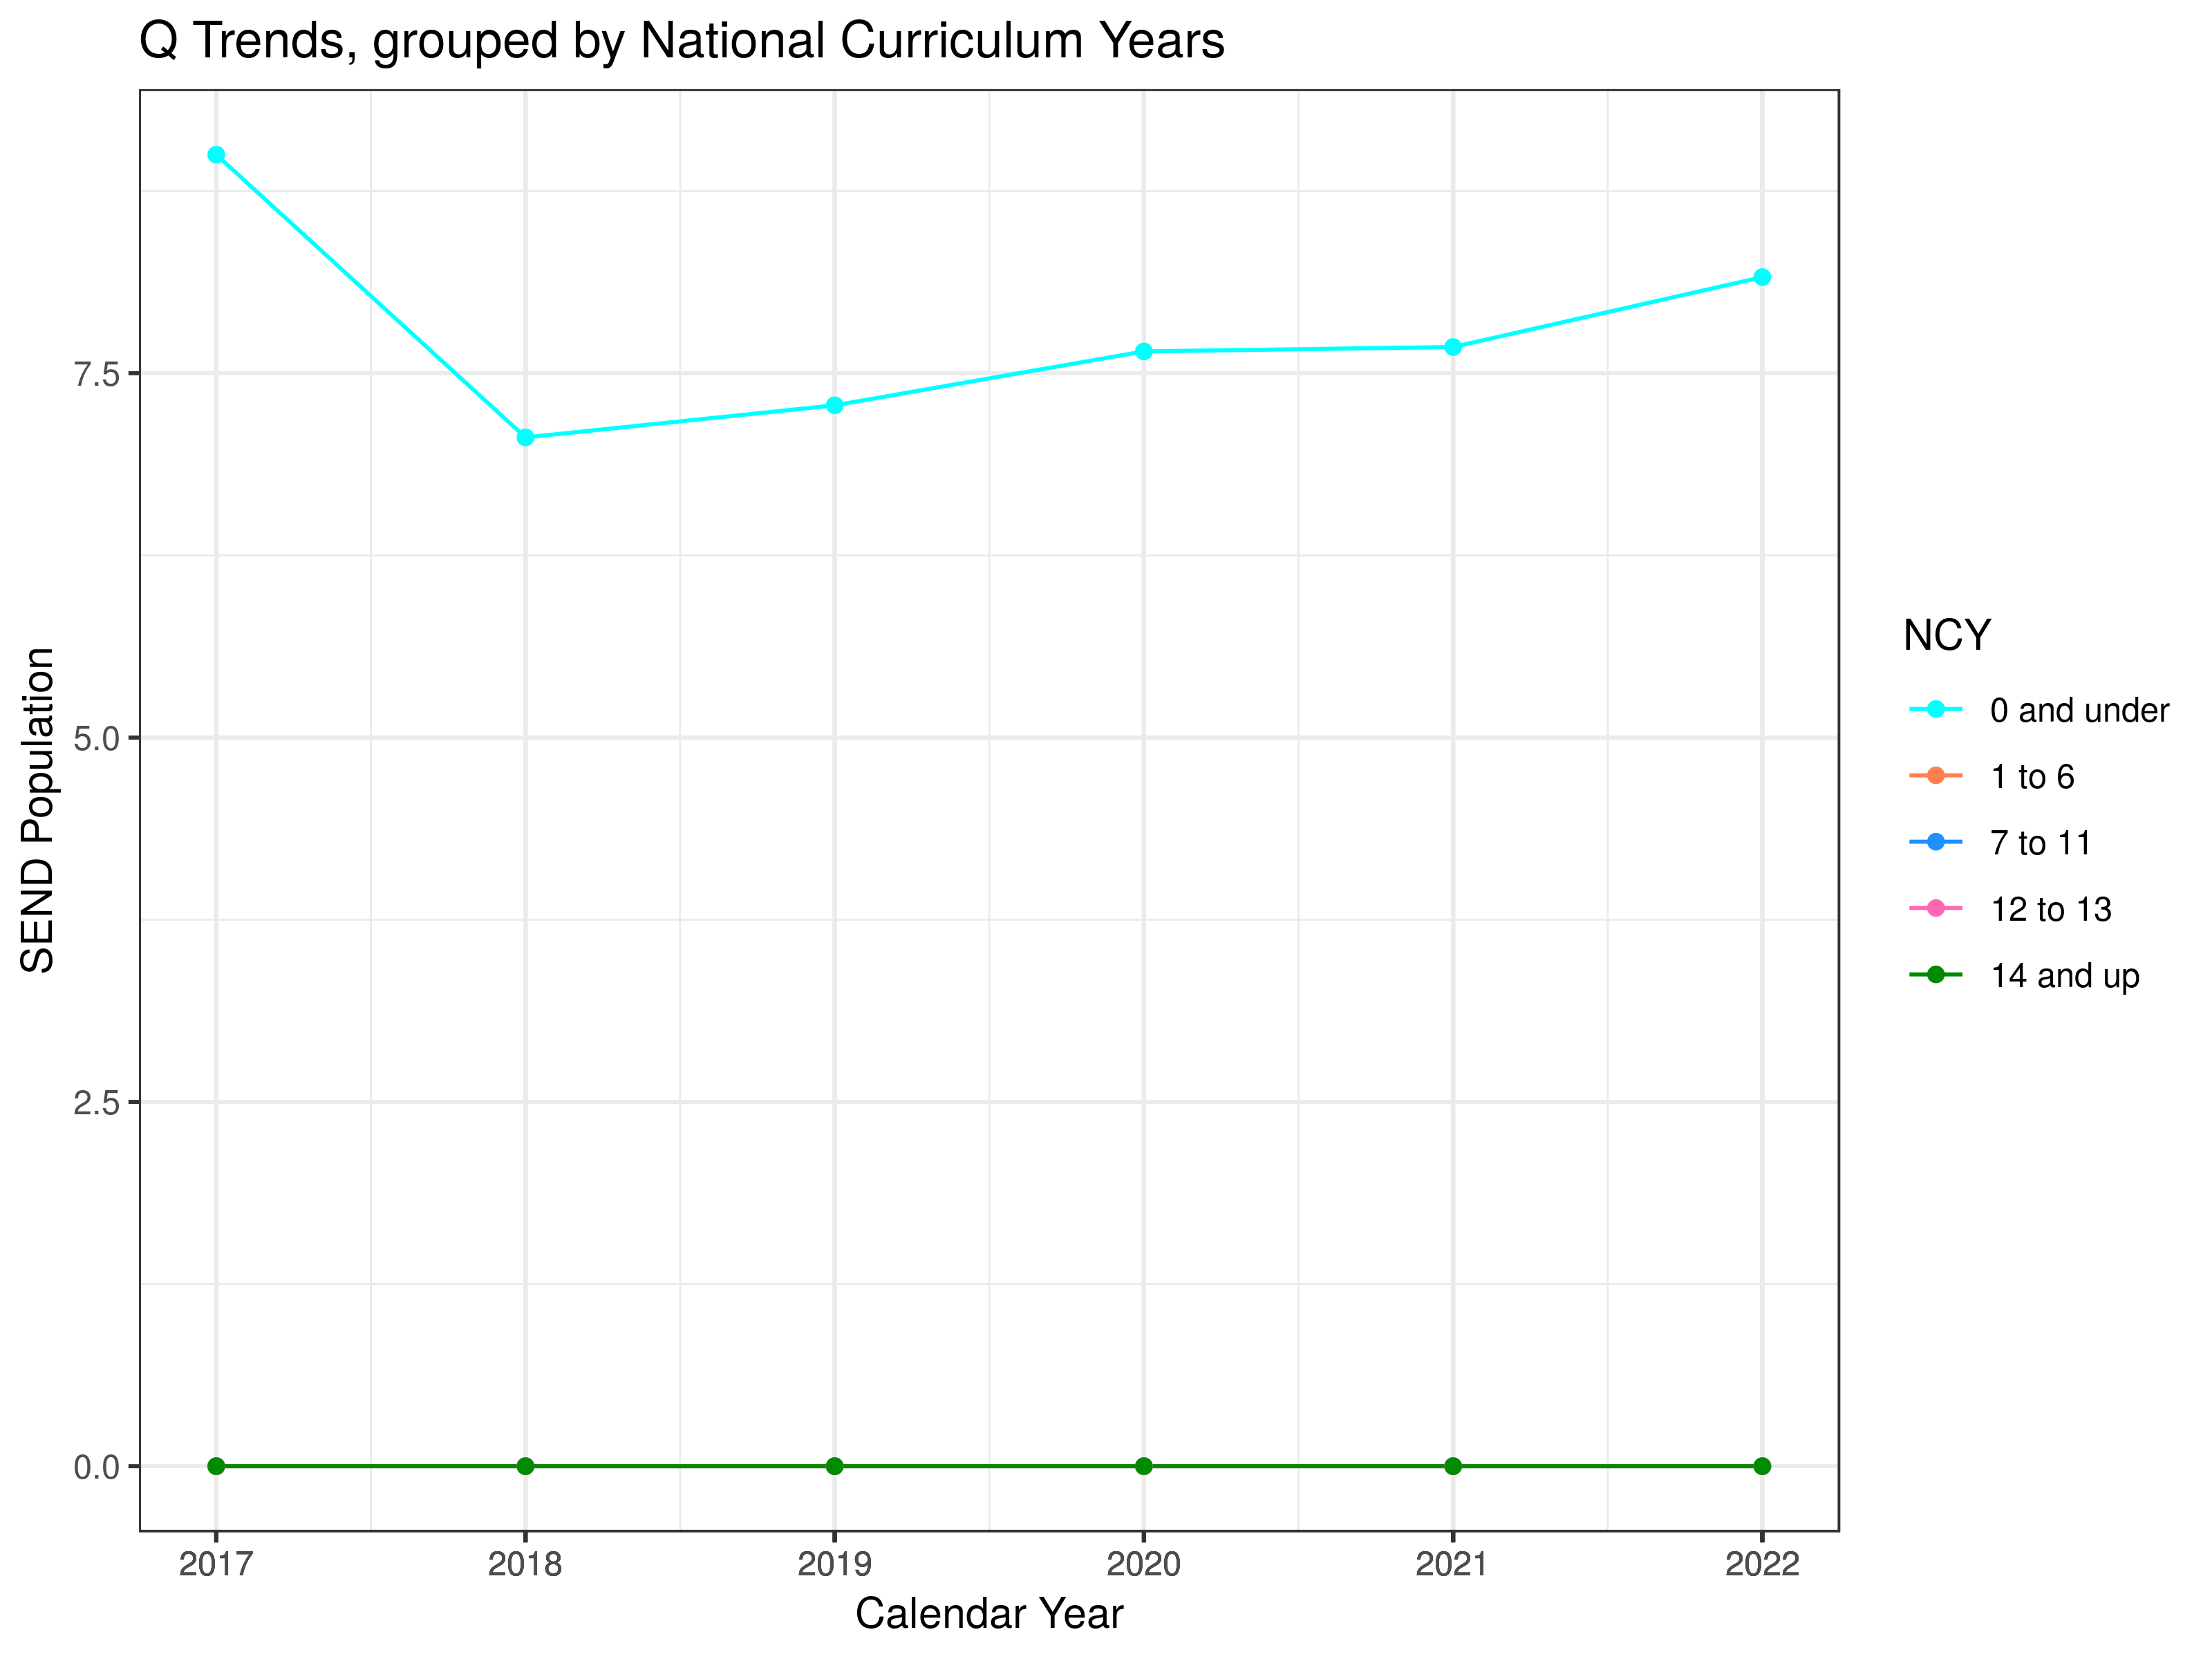 Q Trends, grouped by National Curriculum Years
SEND Population
7.5
5.0
2.5
0.0
2017 2018 2019 2020 2021 2022
Calendar Year
NCY
0 and under
1 to 6
7 to 11
12 to 13
14 and up